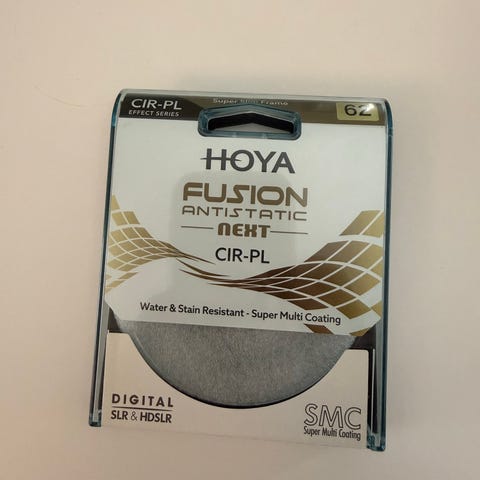 CIR-PL
EFFECT SERIES
Super Slim Frame
62
HOYA
FUSION
ANTISTATIC
NEXT
CIR-PL
Water & Stain Resistant - Super Multi Coating
DIGITAL
SLR & HDSLR
SMC
Super Multi Coating